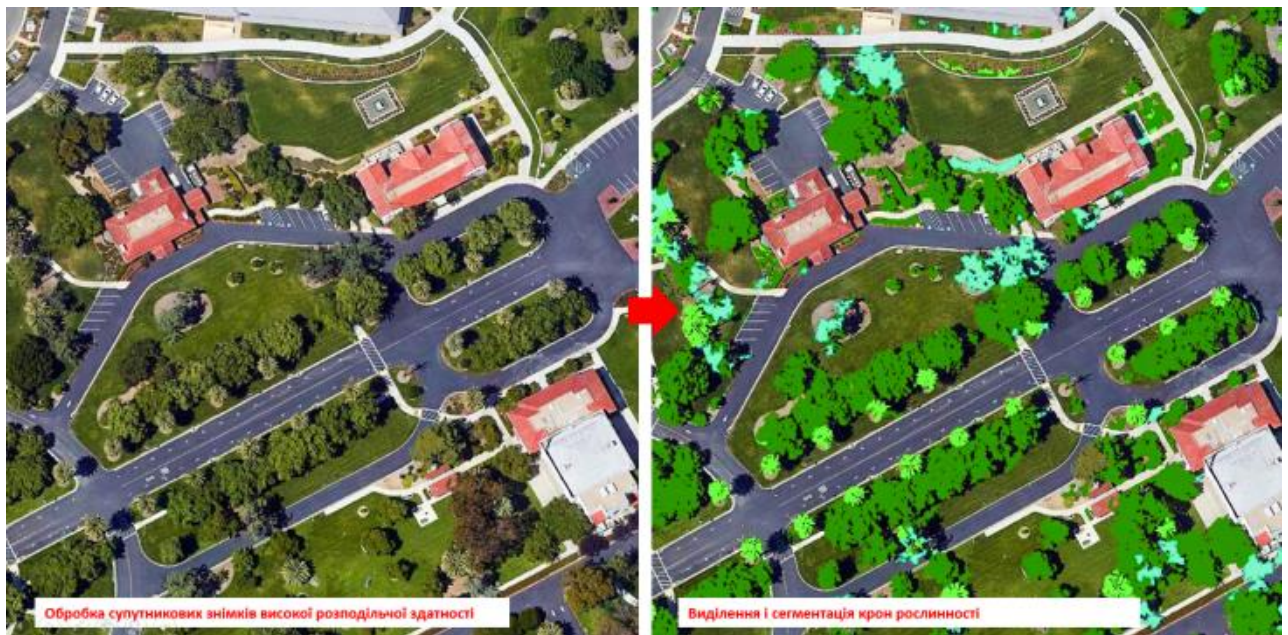 Обробка супутникових знімків високої розподільчої здатності
Виділення і сегментація крон рослинності